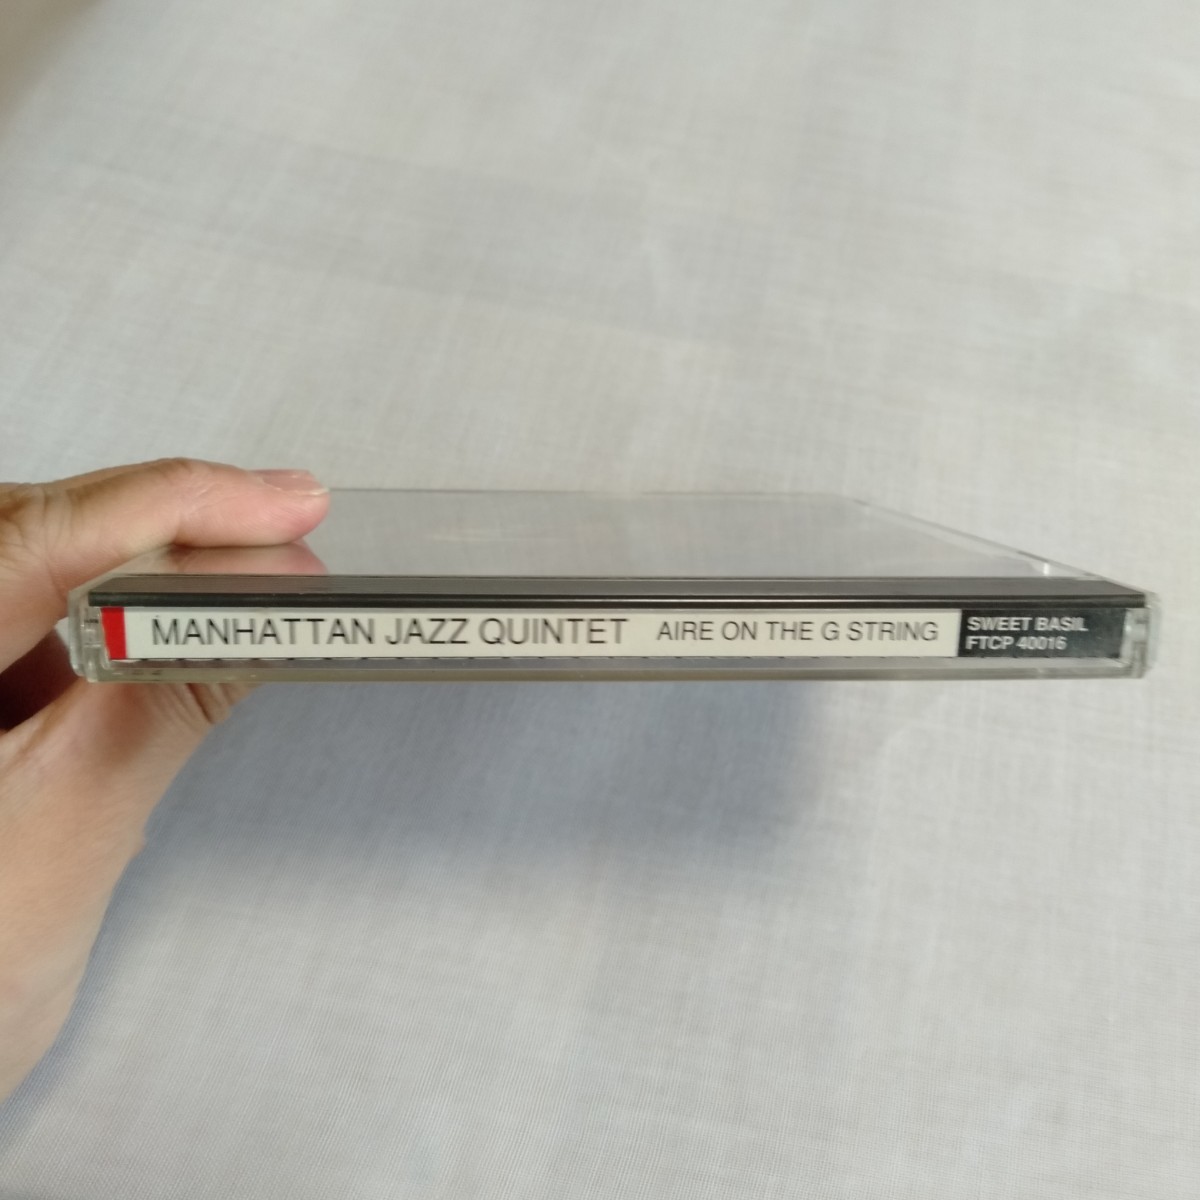 MANHATTAN JAZZ QUINTET AIRE ON THE G STRING
SWEET BASIL
FTCP 40016